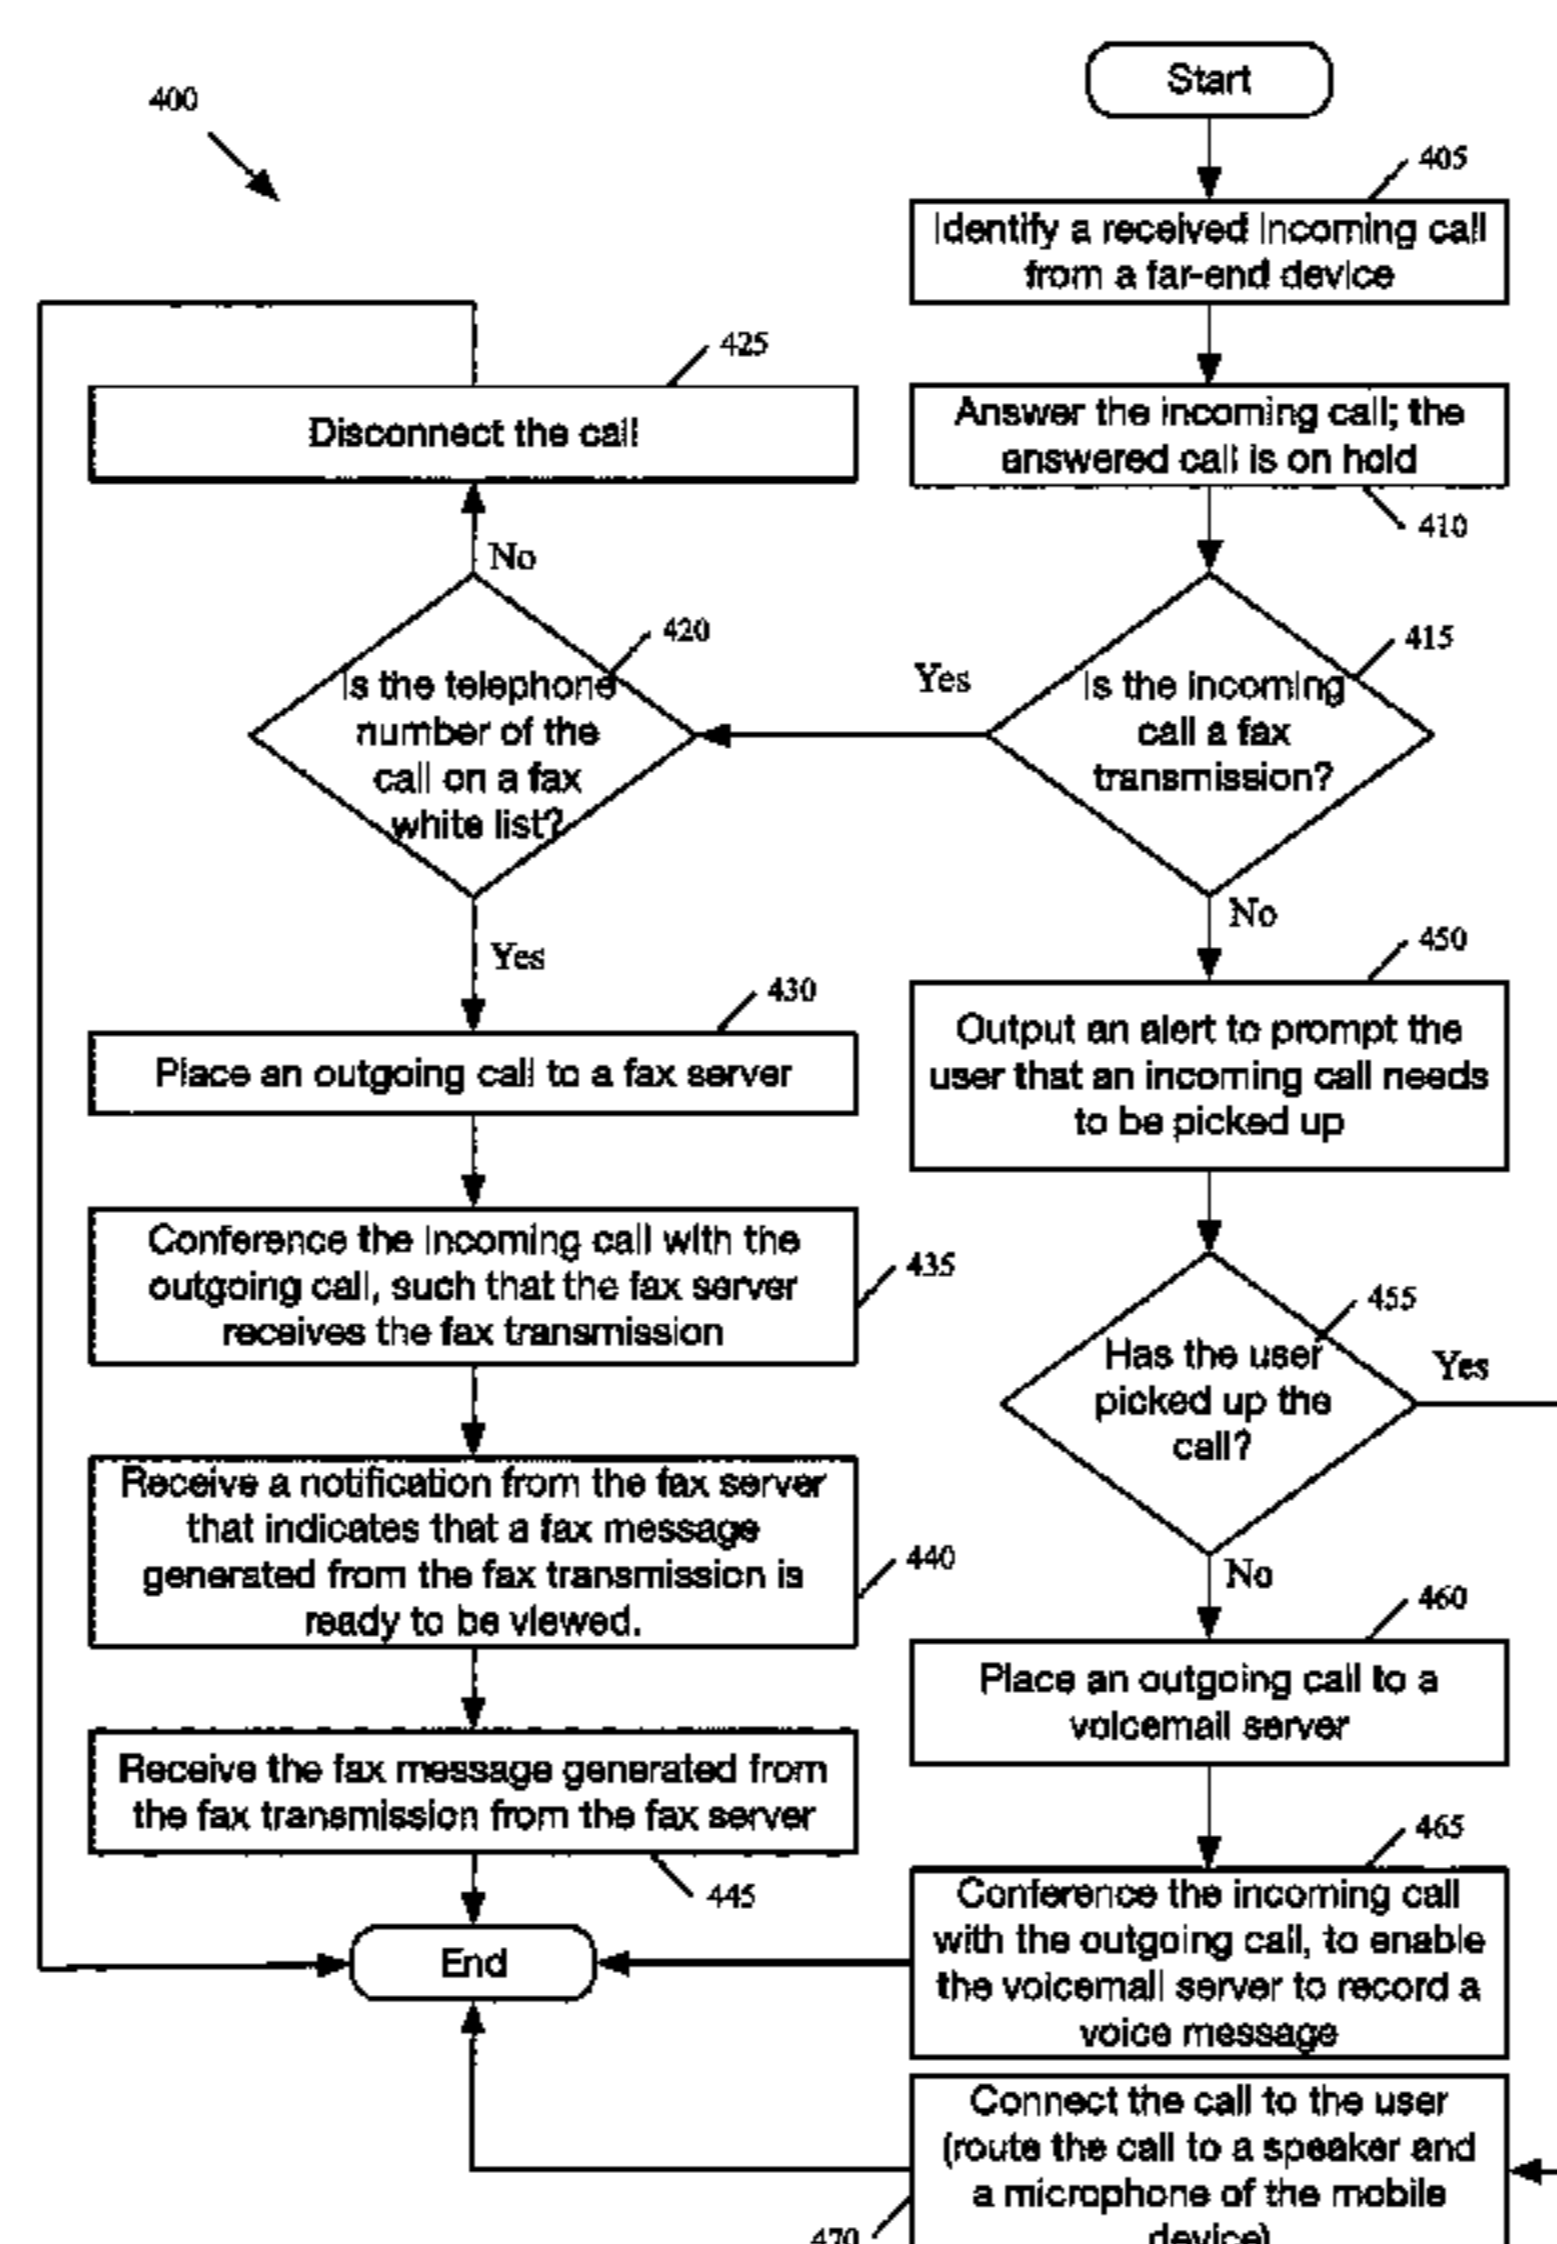 400
Start
405
Identify a received incoming call
from a far-end device
425
Disconnect the call
Answer the incoming call; the
answered call is on hold
410
No
420
Is the telephone
number of the
call on a fax
white list?
Yes
415
Is the incoming
call a fax
transmission?
No
Yes
450
Output an alert to prompt the
user that an incoming call needs
to be picked up
430
Place an outgoing call to a fax server
Conference the incoming call with the
outgoing call, such that the fax server
receives the fax transmission
435
455
Has the user
picked up the
call?
Yes
No
Receive a notification from the fax server
that indicates that a fax message
generated from the fax transmission is
ready to be viewed.
440
460
Place an outgoing call to a
voicemail server
Receive the fax message generated from
the fax transmission from the fax server
445
465
Conference the incoming call
with the outgoing call, to enable
the voicemail server to record a
voice message
End
Connect the call to the user
(route the call to a speaker and
a microphone of the mobile
device)
470